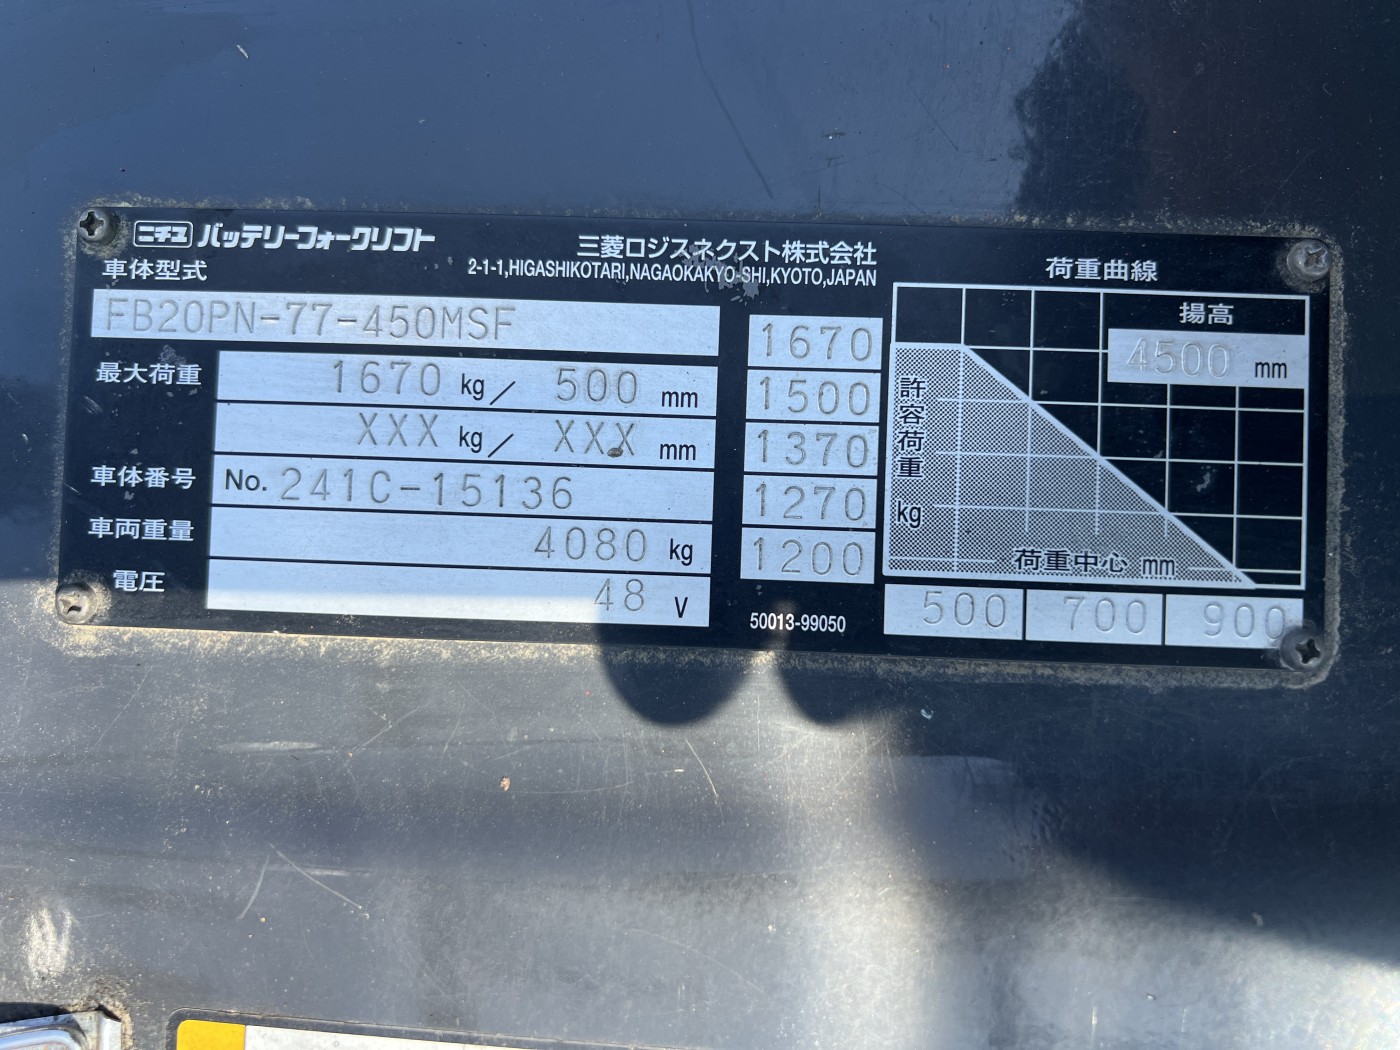 ニチユ バッテリーフォークリフト
三菱ロジスネクスト株式会社
2-1-1,HIGASHIKOTARI,NAGAOKAKYO-SHI,KYOTO,JAPAN
車体型式
FB20PN-77-450MSF
最大荷重
1670 kg/ 500 mm
XXX kg/ XXX mm
車体番号
No. 241C-15136
車両重量
4080 kg
電圧
48 V
1670
1500
1370
1270
1200
50013-99050
荷重曲線
揚高
4500 mm
許容荷重
kg
荷重中心 mm
500 700 900